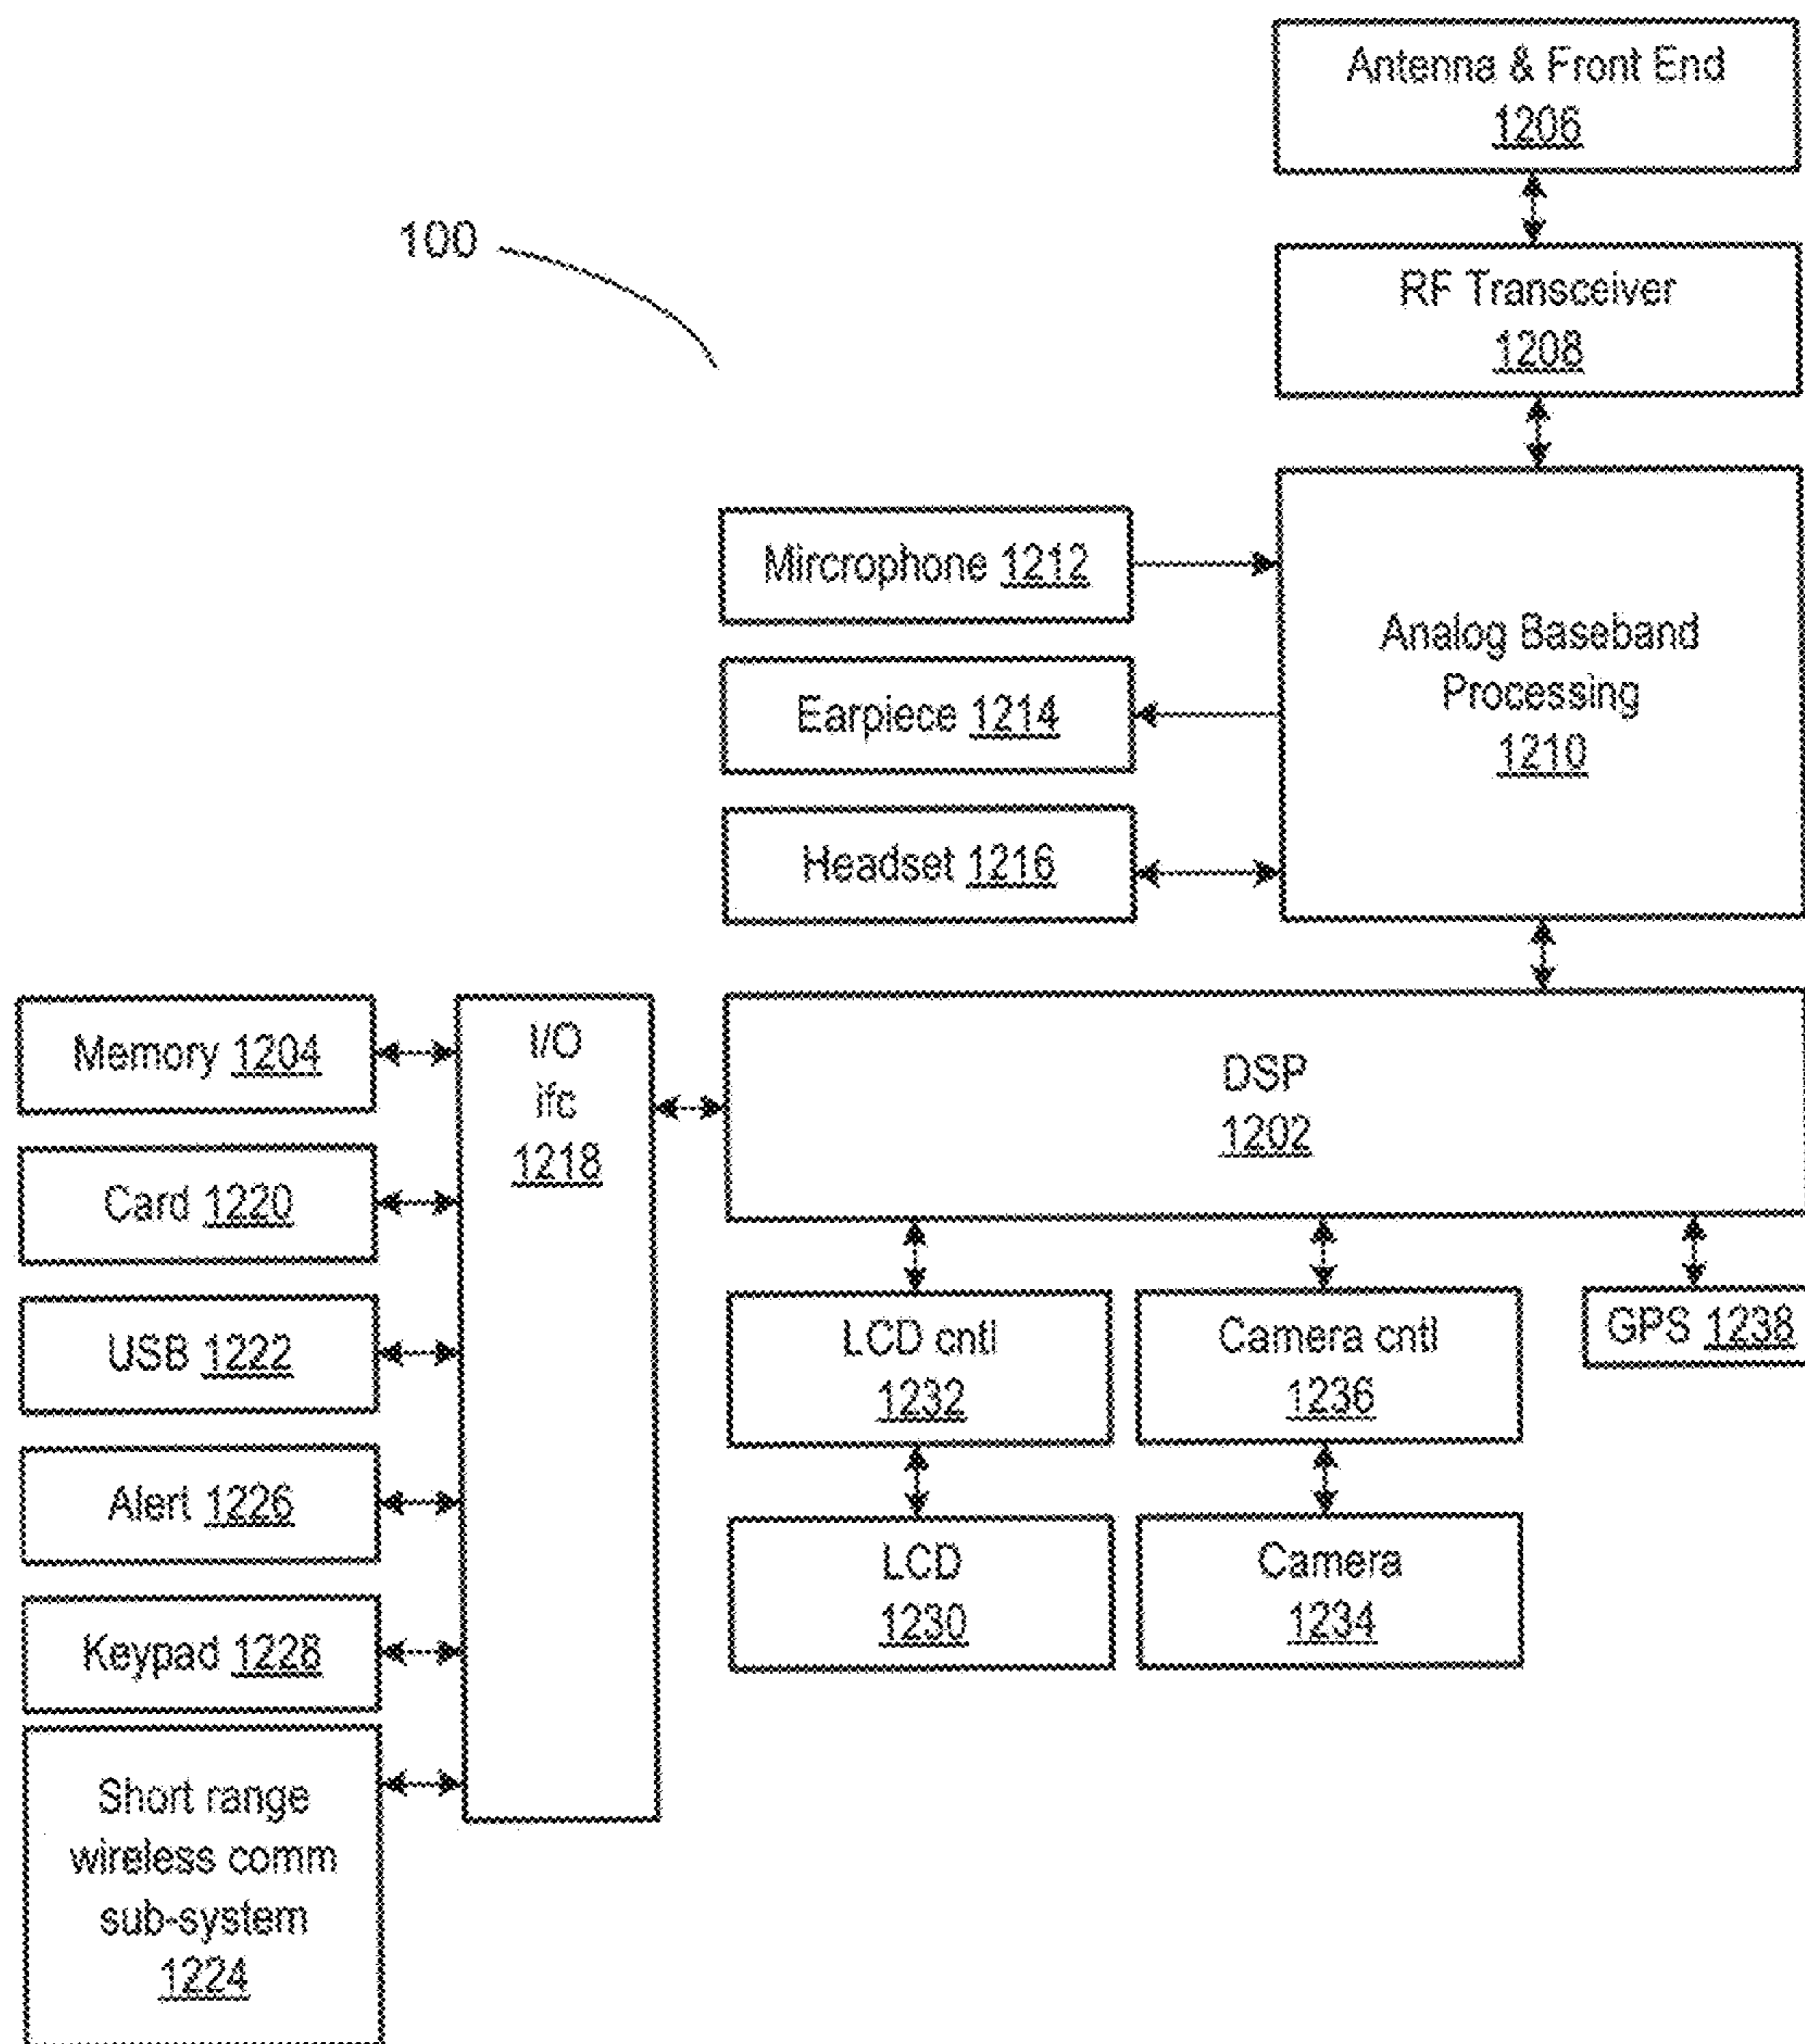 Antenna & Front End
1206
100
RF Transceiver
1208
Mircrophone 1212
Earpiece 1214
Headset 1216
Analog Baseband
Processing
1210
Memory 1204
Card 1220
USB 1222
Alert 1226
Keypad 1228
Short range
wireless comm
sub-system
1224
I/O
ifc
1218
DSP
1202
LCD cntl
1232
Camera cntl
1236
GPS 1238
LCD
1230
Camera
1234